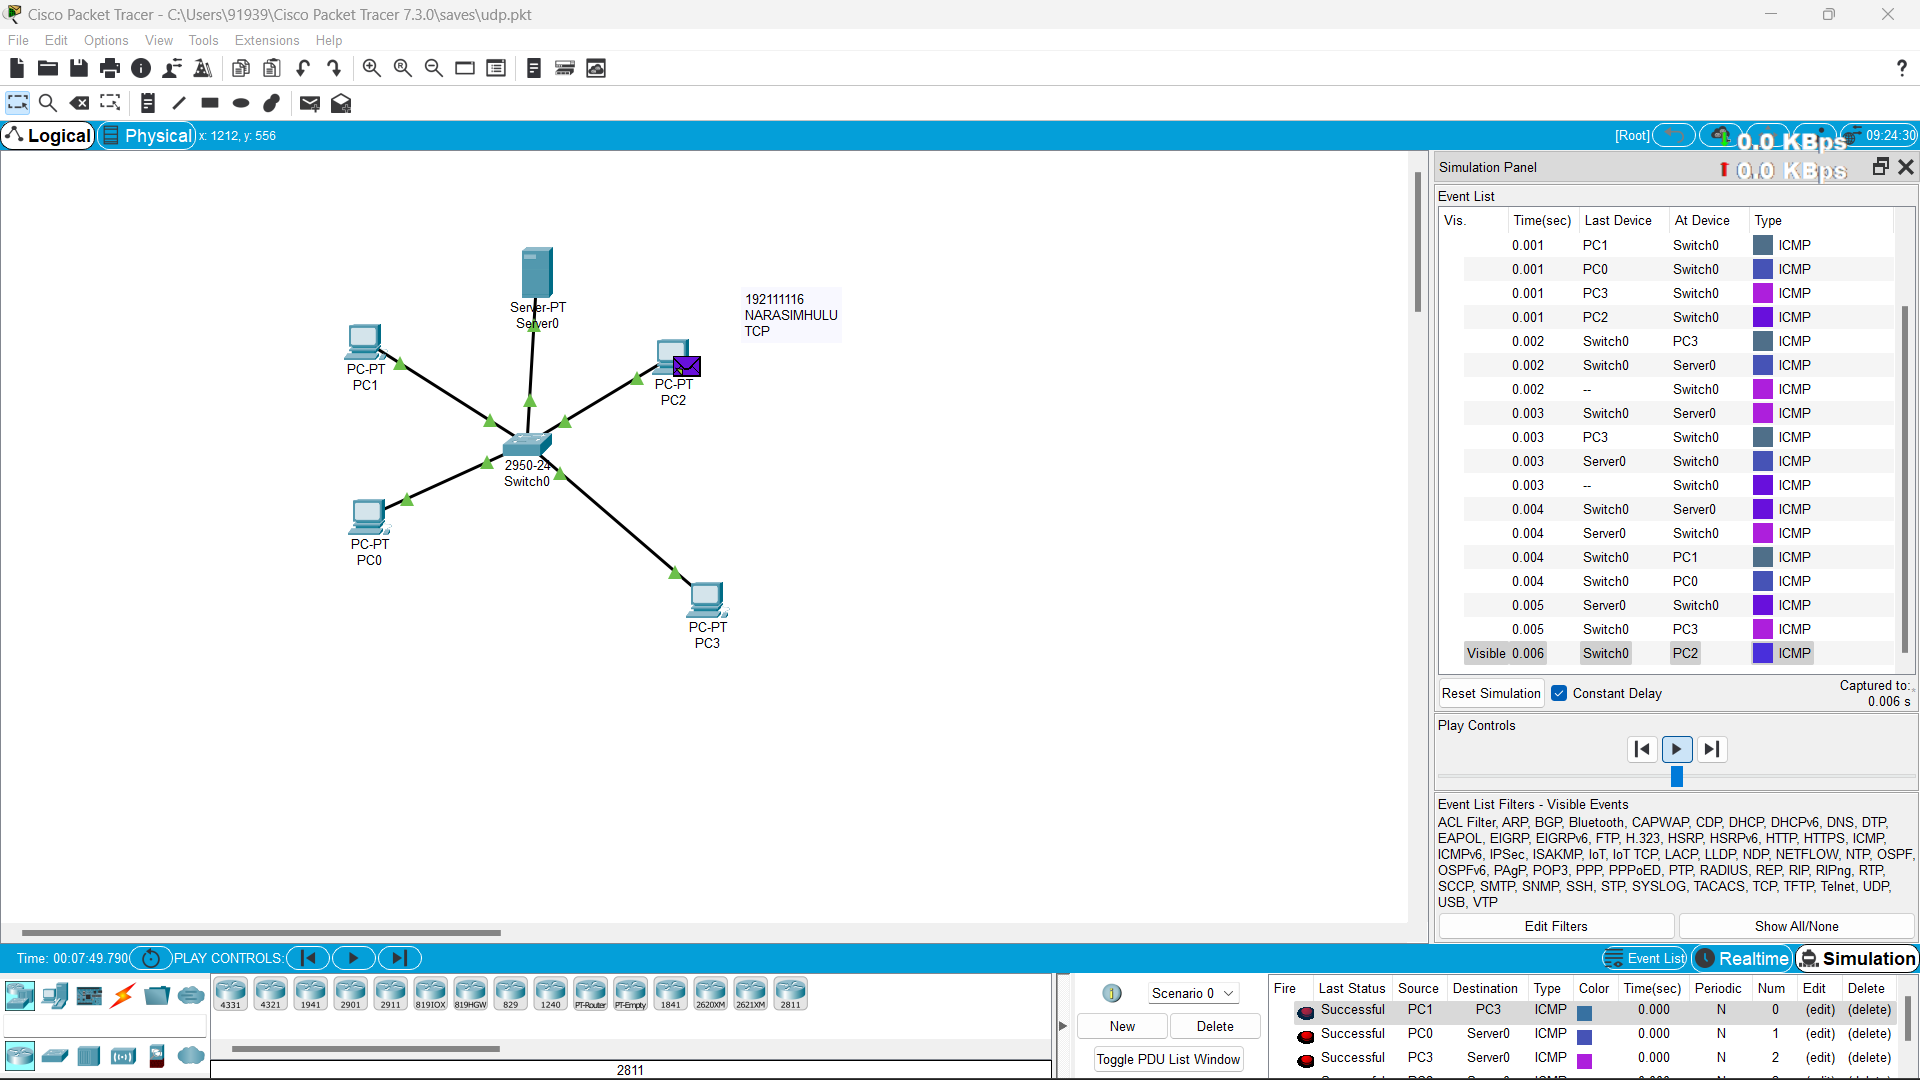 Cisco Packet Tracer - C:\Users\91939\Cisco Packet Tracer 7.3.0\saves\udp.pkt
File Edit Options View Tools Extensions Help
Logical Physical x: 1212, y: 556 [Root] 09:24:30
0.0 KBps
0.0 KBps
Simulation Panel
Event List
Vis. Time(sec) Last Device At Device Type
0.001 PC1 Switch0 ICMP
0.001 PC0 Switch0 ICMP
0.001 PC3 Switch0 ICMP
0.001 PC2 Switch0 ICMP
0.002 Switch0 PC3 ICMP
0.002 Switch0 Server0 ICMP
0.002 -- Switch0 ICMP
0.003 Switch0 Server0 ICMP
0.003 PC3 Switch0 ICMP
0.003 Server0 Switch0 ICMP
0.003 -- Switch0 ICMP
0.004 Switch0 Server0 ICMP
0.004 Server0 Switch0 ICMP
0.004 Switch0 PC1 ICMP
0.004 Switch0 PC0 ICMP
0.005 Server0 Switch0 ICMP
0.005 Switch0 PC3 ICMP
Visible 0.006 Switch0 PC2 ICMP
Reset Simulation Constant Delay Captured to:
0.006 s
Play Controls
Event List Filters - Visible Events
ACL Filter, ARP, BGP, Bluetooth, CAPWAP, CDP, DHCP, DHCPv6, DNS, DTP,
EAPOL, EIGRP, EIGRPv6, FTP, H.323, HSRP, HSRPv6, HTTP, HTTPS, ICMP,
ICMPv6, IPSec, ISAKMP, IoT, IoT TCP, LACP, LLDP, NDP, NETFLOW, NTP, OSPF,
OSPFv6, PAgP, POP3, PPP, PPPoED, PTP, RADIUS, REP, RIP, RIPng, RTP,
SCCP, SMTP, SNMP, SSH, STP, SYSLOG, TACACS, TCP, TFTP, Telnet, UDP,
USB, VTP
Edit Filters Show All/None
Server-PT
Server0
192111116
NARASIMHULU
TCP
PC-PT
PC1
PC-PT
PC2
2950-24
Switch0
PC-PT
PC0
PC-PT
PC3
Time: 00:07:49.790 PLAY CONTROLS: Event List Realtime Simulation
4331 4321 1941 2901 2911 819IOX 819HGW 829 1240 PT-Router PT-Empty 1841 2620XM 2621XM 2811
2811
Scenario 0
New Delete
Toggle PDU List Window
Fire Last Status Source Destination Type Color Time(sec) Periodic Num Edit Delete
Successful PC1 PC3 ICMP 0.000 N 0 (edit) (delete)
Successful PC0 Server0 ICMP 0.000 N 1 (edit) (delete)
Successful PC3 Server0 ICMP 0.000 N 2 (edit) (delete)